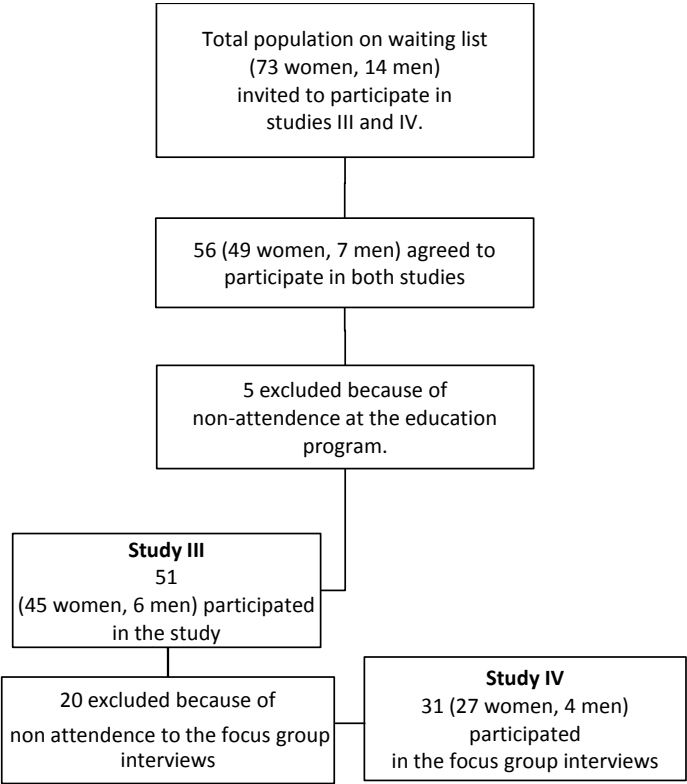 Total population on waiting list
(73 women, 14 men)
invited to participate in
studies III and IV.
56 (49 women, 7 men) agreed to
participate in both studies
5 excluded because of
non-attendence at the education
program.
Study III
51
(45 women, 6 men) participated
in the study
20 excluded because of
non attendence to the focus group
interviews
Study IV
31 (27 women, 4 men)
participated
in the focus group interviews